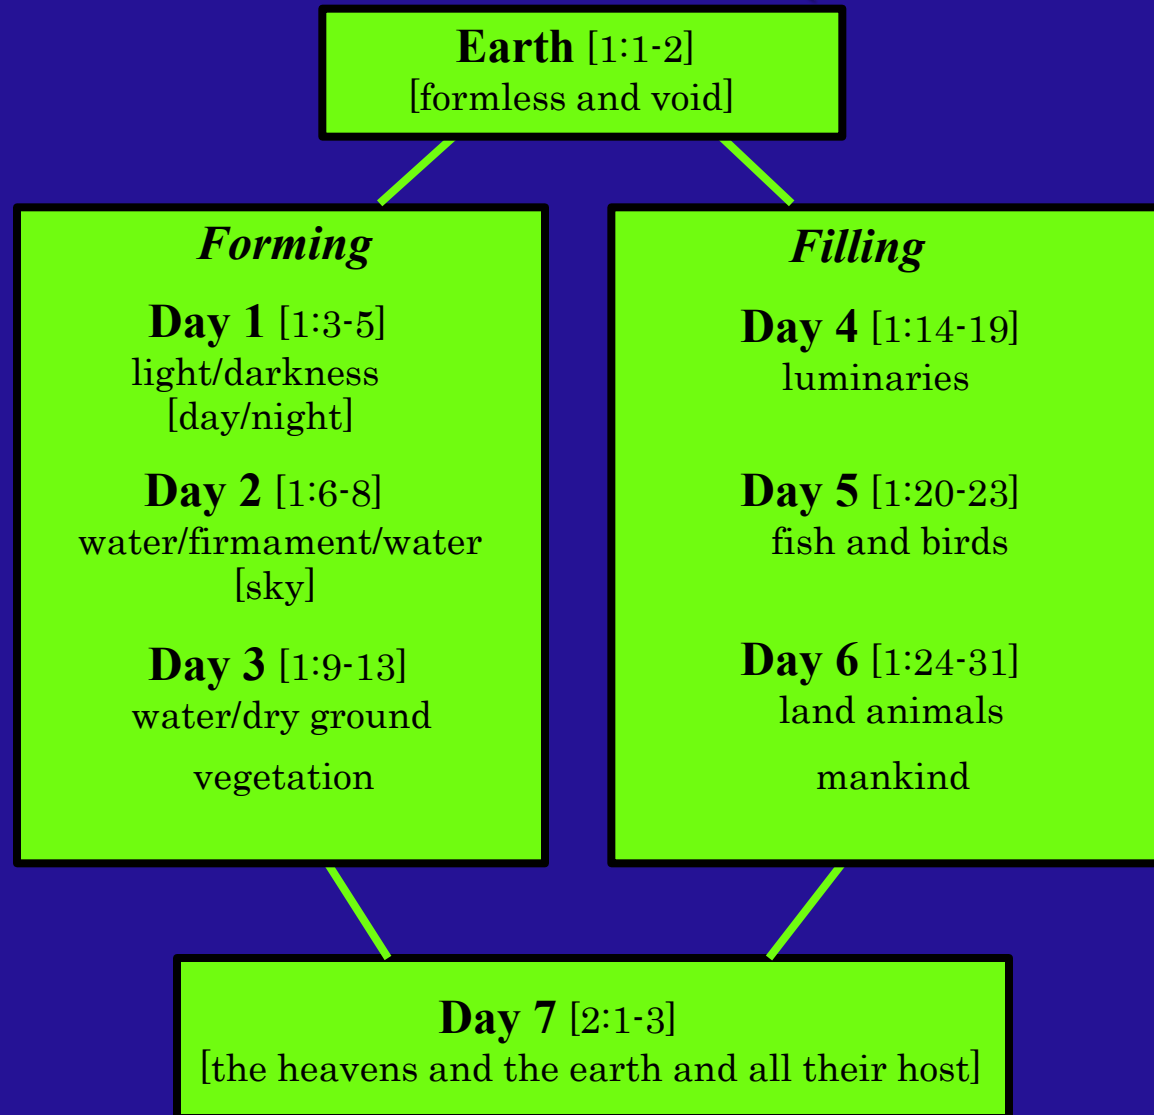 Earth [1:1-2]
[formless and void]
Forming
Day 1 [1:3-5]
light/darkness
[day/night]
Day 2 [1:6-8]
water/firmament/water
[sky]
Day 3 [1:9-13]
water/dry ground
vegetation
Filling
Day 4 [1:14-19]
luminaries
Day 5 [1:20-23]
fish and birds
Day 6 [1:24-31]
land animals
mankind
Day 7 [2:1-3]
[the heavens and the earth and all their host]